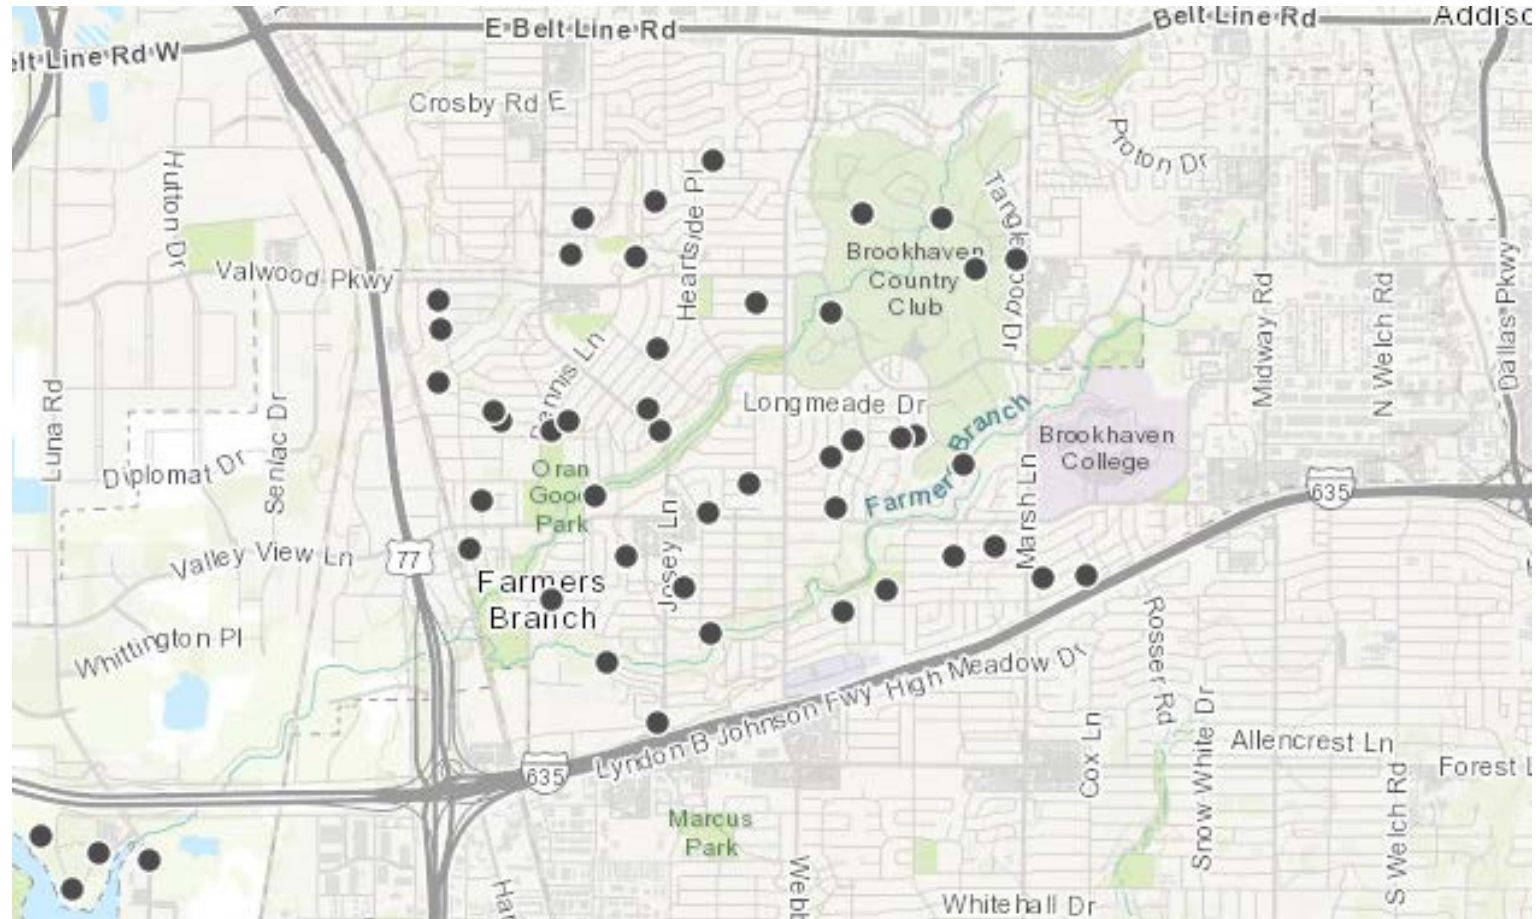 E Belt Line Rd
Belt Line Rd
Addisc
elt Line Rd W
Crosby Rd E
Proton Dr
Hutton Dr
Heartside Pl
Valwood Pkwy
Brookhaven
Country
Club
Midway Rd
N Welch Rd
Dallas Pkwy
Luna Rd
Senlac Dr
Longmeade Dr
Farmer
Branch
Brookhaven
College
Diplomat Dr
Oran
Good
Park
Josey Ln
Marsh Ln
635
Valley View Ln
77
Farmers
Branch
Whittington Pl
Rosser Rd
High Meadow Dr
Lyndon B Johnson Fwy
635
Cox Ln
Snow White Dr
Allencrest Ln
Forest L
S Welch Rd
Marcus
Park
Webb
Har
Whitehall Dr